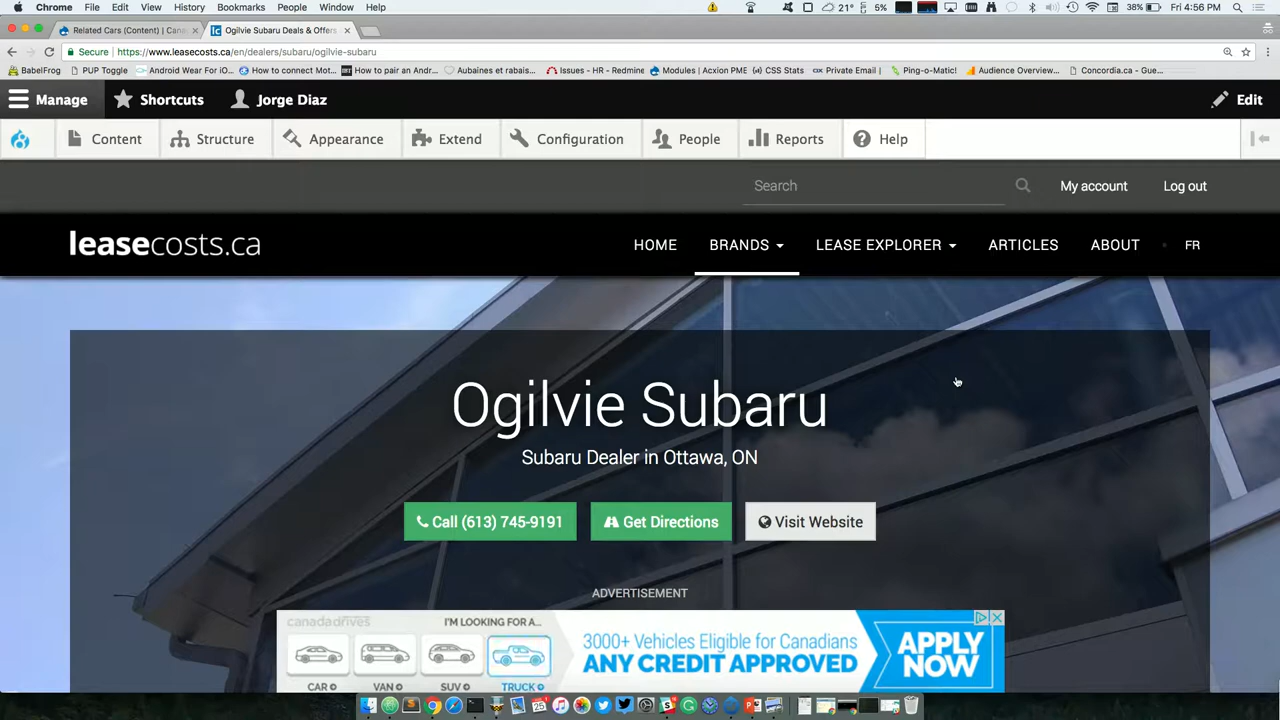 Chrome File Edit View History Bookmarks People Window Help 21° 5% 38% Fri 4:56 PM
Related Cars (Content) | Can Ogilvie Subaru Deals & Offers
Secure https://www.leasecosts.ca/en/dealers/subaru/ogilvie-subaru
BabelFrog PUP Toggle Android Wear For iO... How to connect Mot... How to pair an Andr... Aubaines et rabais... Issues - HR - Redmine Modules | Acxion PME CSS Stats Private Email | Ping-o-Matic! Audience Overview... Concordia.ca - Gue...
Manage Shortcuts Jorge Diaz Edit
Content Structure Appearance Extend Configuration People Reports Help
Search My account Log out
leasecosts.ca HOME BRANDS LEASE EXPLORER ARTICLES ABOUT FR
Ogilvie Subaru
Subaru Dealer in Ottawa, ON
Call (613) 745-9191 Get Directions Visit Website
ADVERTISEMENT
canadadrives I'M LOOKING FOR A...
CAR VAN SUV TRUCK
3000+ Vehicles Eligible for Canadians
ANY CREDIT APPROVED
APPLY
NOW